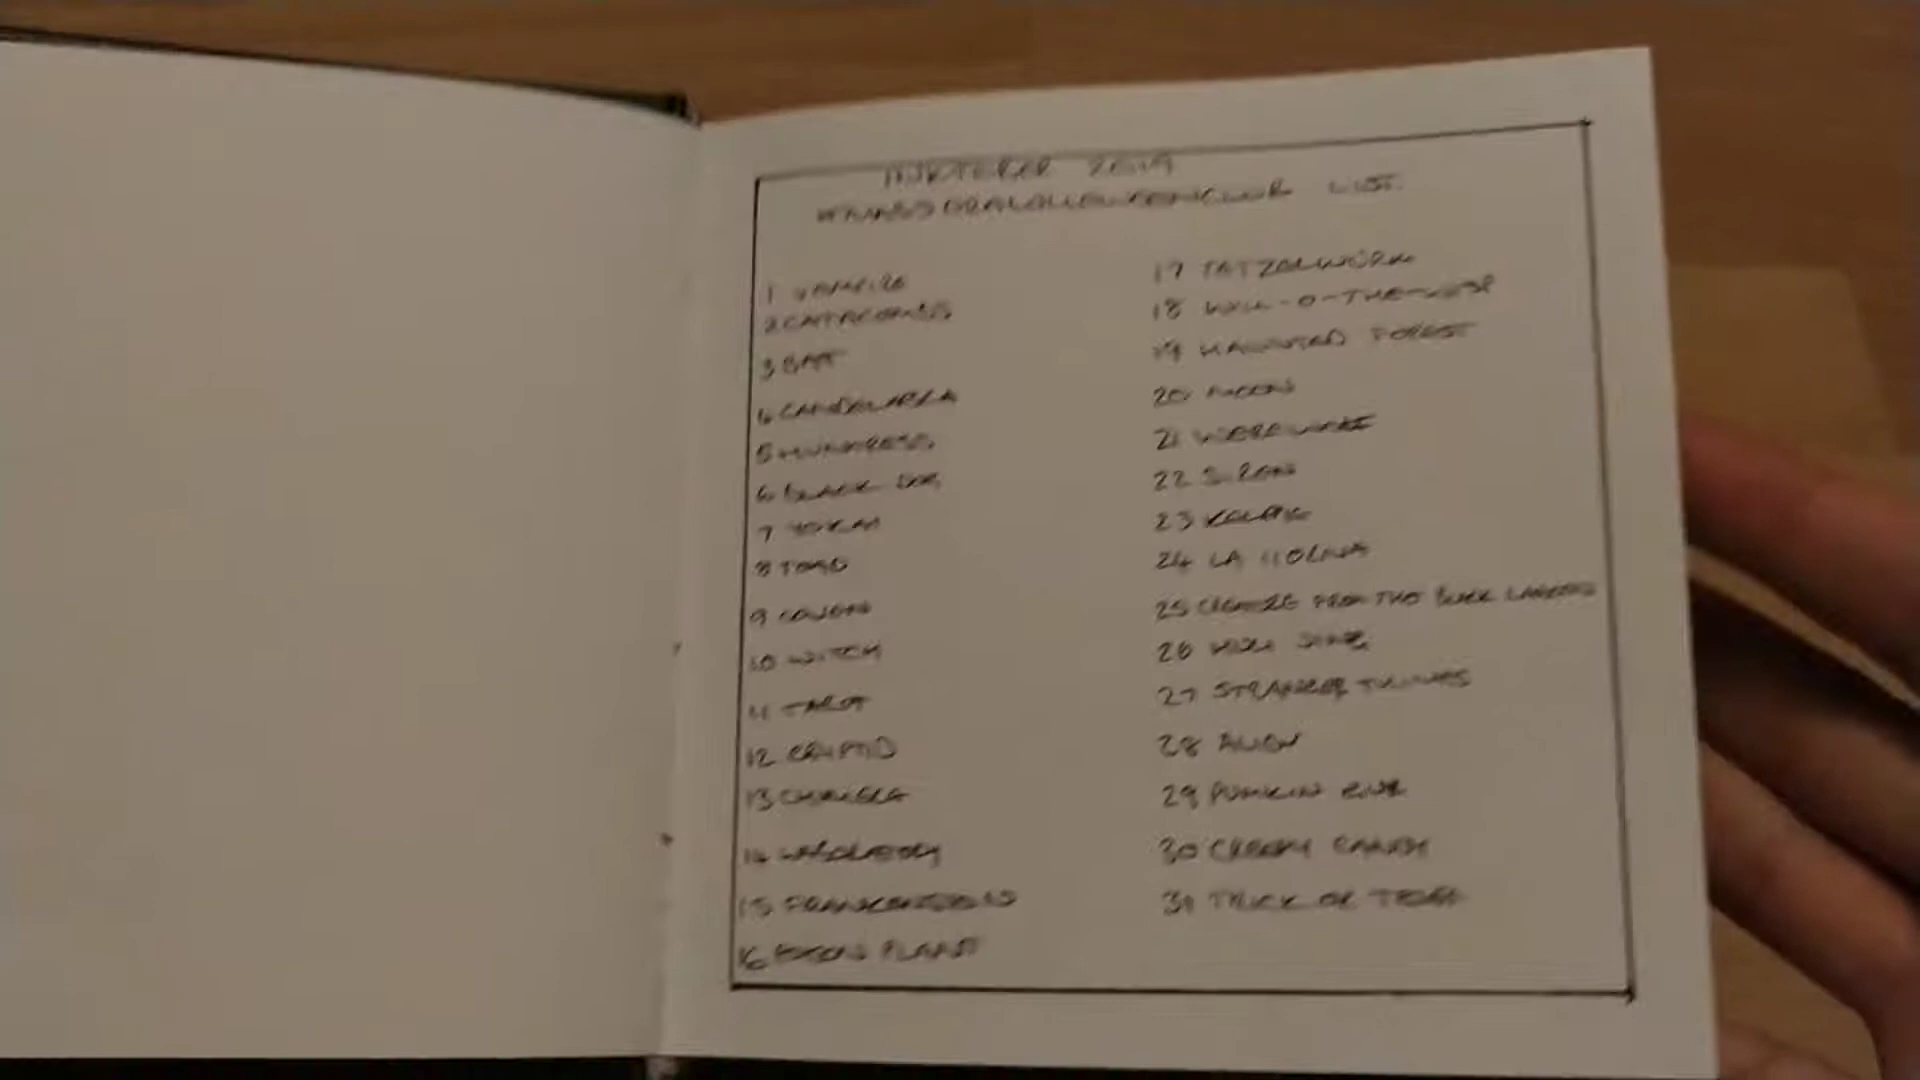 INKTOBER 2019
LIST
1 VAMPIRE
2 CATACOMBS
3 BAT
4 CANDELABRA
5 HUNTRESS
6 BLACK DOG
7
8 TOAD
9 COVEN
10 WITCH
11 TAROT
12 CRYPTID
13 CHIMERA
14 LABORATORY
15 FRANKENSTEIN
16 POISON PLANT
17 TATZELWURM
18 WILL-O-THE-WISP
19 HAUNTED FOREST
20 MOON
21 WEREWOLF
22 SIREN
23 KELPIE
24 LA LLORONA
25 CREATURE FROM THE BLACK LAGOON
26
27 STRANGER THINGS
28 ALIEN
29 PUMPKIN KING
30 CREEPY CANDY
31 TRICK OR TREAT